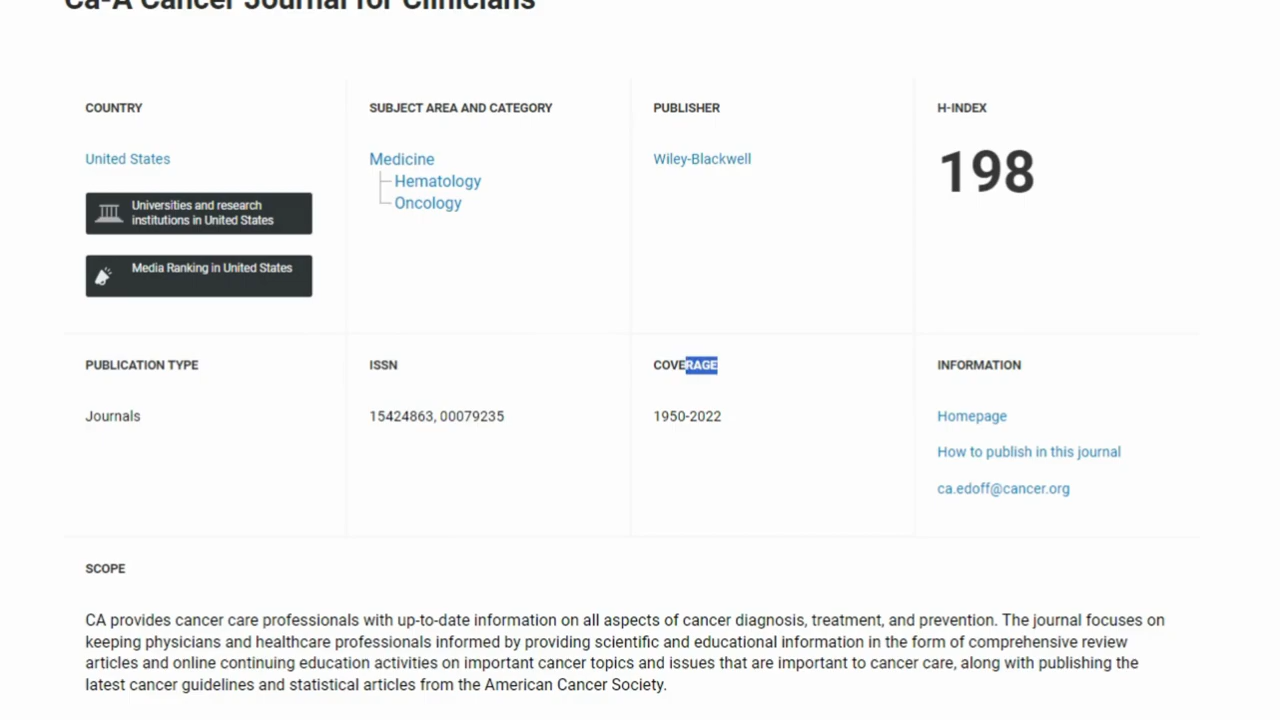 Ca-A Cancer Journal for Clinicians
COUNTRY
United States
Universities and research
institutions in United States
Media Ranking in United States
SUBJECT AREA AND CATEGORY
Medicine
Hematology
Oncology
PUBLISHER
Wiley-Blackwell
H-INDEX
198
PUBLICATION TYPE
Journals
ISSN
15424863, 00079235
COVERAGE
1950-2022
INFORMATION
Homepage
How to publish in this journal
ca.edoff@cancer.org
SCOPE
CA provides cancer care professionals with up-to-date information on all aspects of cancer diagnosis, treatment, and prevention. The journal focuses on
keeping physicians and healthcare professionals informed by providing scientific and educational information in the form of comprehensive review
articles and online continuing education activities on important cancer topics and issues that are important to cancer care, along with publishing the
latest cancer guidelines and statistical articles from the American Cancer Society.